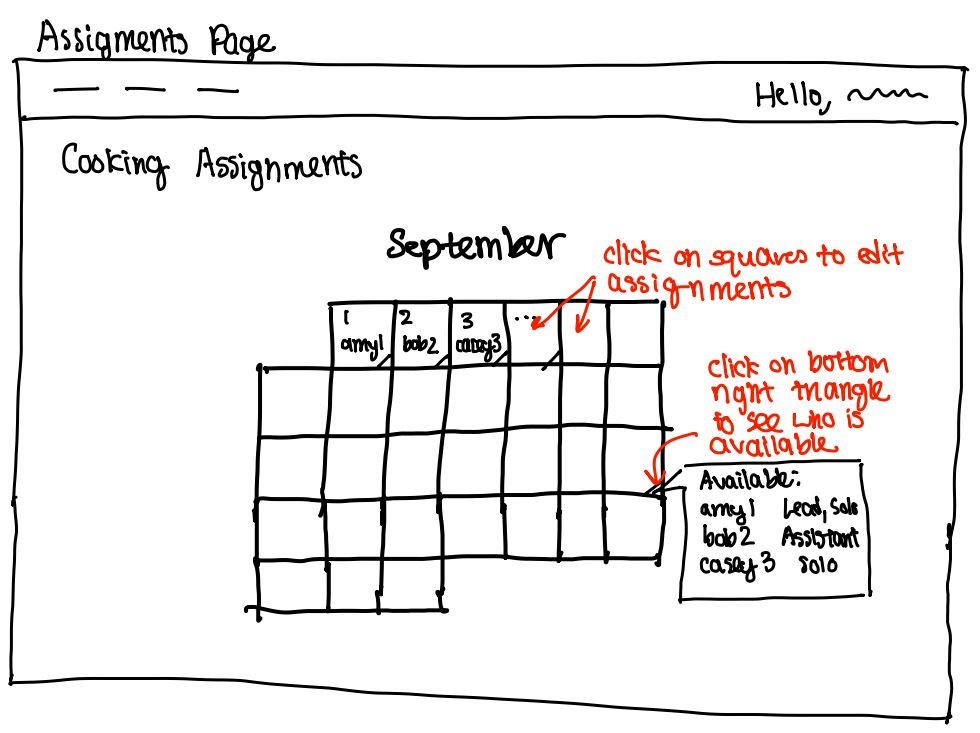 Assigments Page
Hello,
Cooking Assignments
September
click on squares to edit
assignments
1 2 3 ...
amy1 bob2 casey3
click on bottom
right triangle
to see who is
available
Available:
amy1 Lead, Solo
bob2 Assistant
casey3 Solo